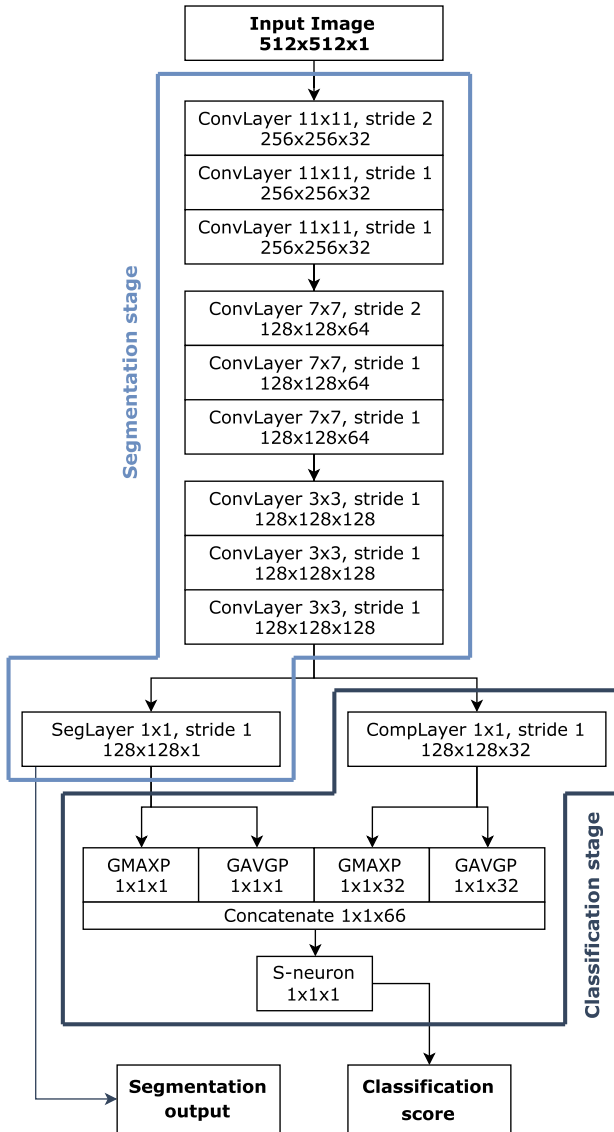 Input Image
512x512x1
ConvLayer 11x11, stride 2
256x256x32
ConvLayer 11x11, stride 1
256x256x32
ConvLayer 11x11, stride 1
256x256x32
Segmentation stage
ConvLayer 7x7, stride 2
128x128x64
ConvLayer 7x7, stride 1
128x128x64
ConvLayer 7x7, stride 1
128x128x64
ConvLayer 3x3, stride 1
128x128x128
ConvLayer 3x3, stride 1
128x128x128
ConvLayer 3x3, stride 1
128x128x128
SegLayer 1x1, stride 1
128x128x1
CompLayer 1x1, stride 1
128x128x32
Classification stage
GMAXP
1x1x1
GAVGP
1x1x1
GMAXP
1x1x32
GAVGP
1x1x32
Concatenate 1x1x66
S-neuron
1x1x1
Segmentation
output
Classification
score